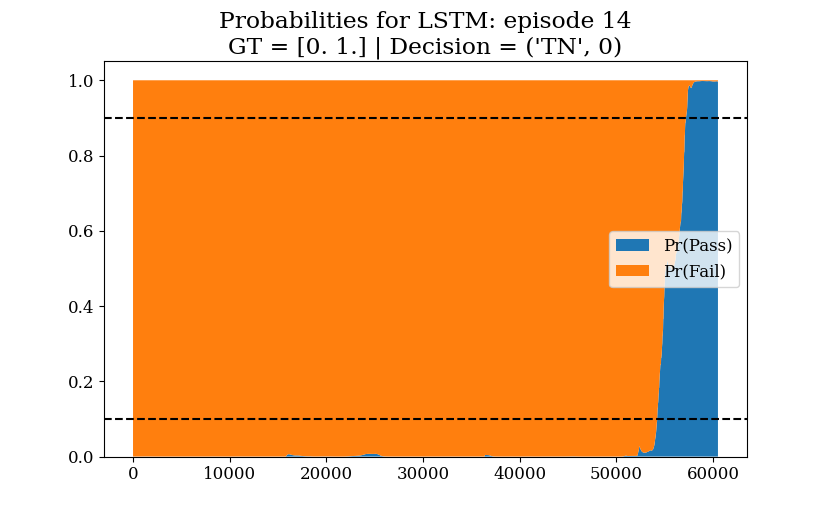 Probabilities for LSTM: episode 14
GT = [0. 1.] | Decision = ('TN', 0)
1.0
0.8
0.6
0.4
0.2
0.0
Pr(Pass)
Pr(Fail)
0 10000 20000 30000 40000 50000 60000